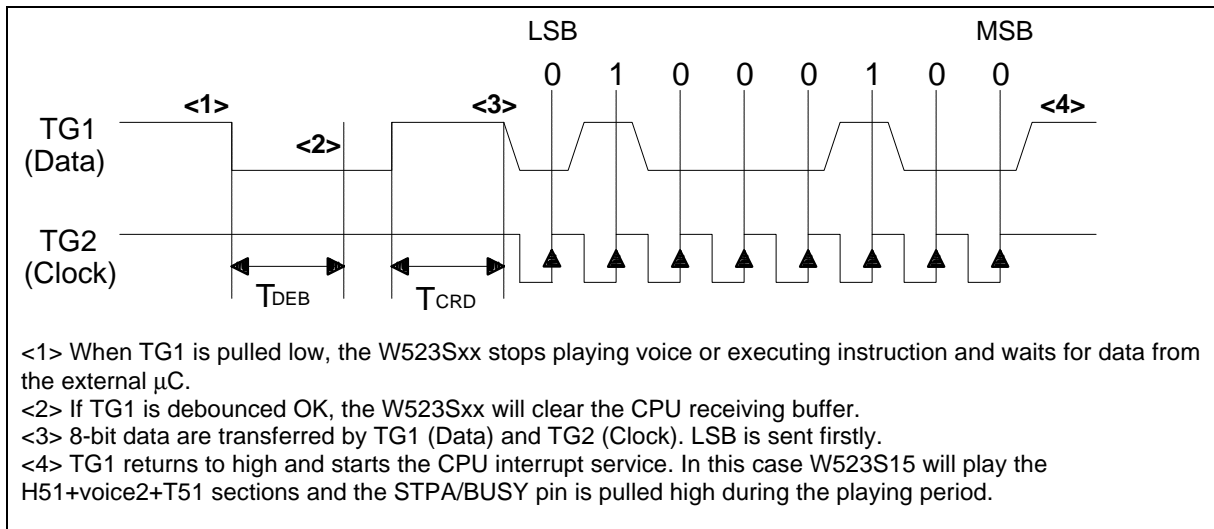 LSB MSB
0 1 0 0 0 1 0 0
<1> <3> <4>
TG1
(Data)
<2>
TG2
(Clock)
TDEB TCRD
<1> When TG1 is pulled low, the W523Sxx stops playing voice or executing instruction and waits for data from
the external μC.
<2> If TG1 is debounced OK, the W523Sxx will clear the CPU receiving buffer.
<3> 8-bit data are transferred by TG1 (Data) and TG2 (Clock). LSB is sent firstly.
<4> TG1 returns to high and starts the CPU interrupt service. In this case W523S15 will play the
H51+voice2+T51 sections and the STPA/BUSY pin is pulled high during the playing period.